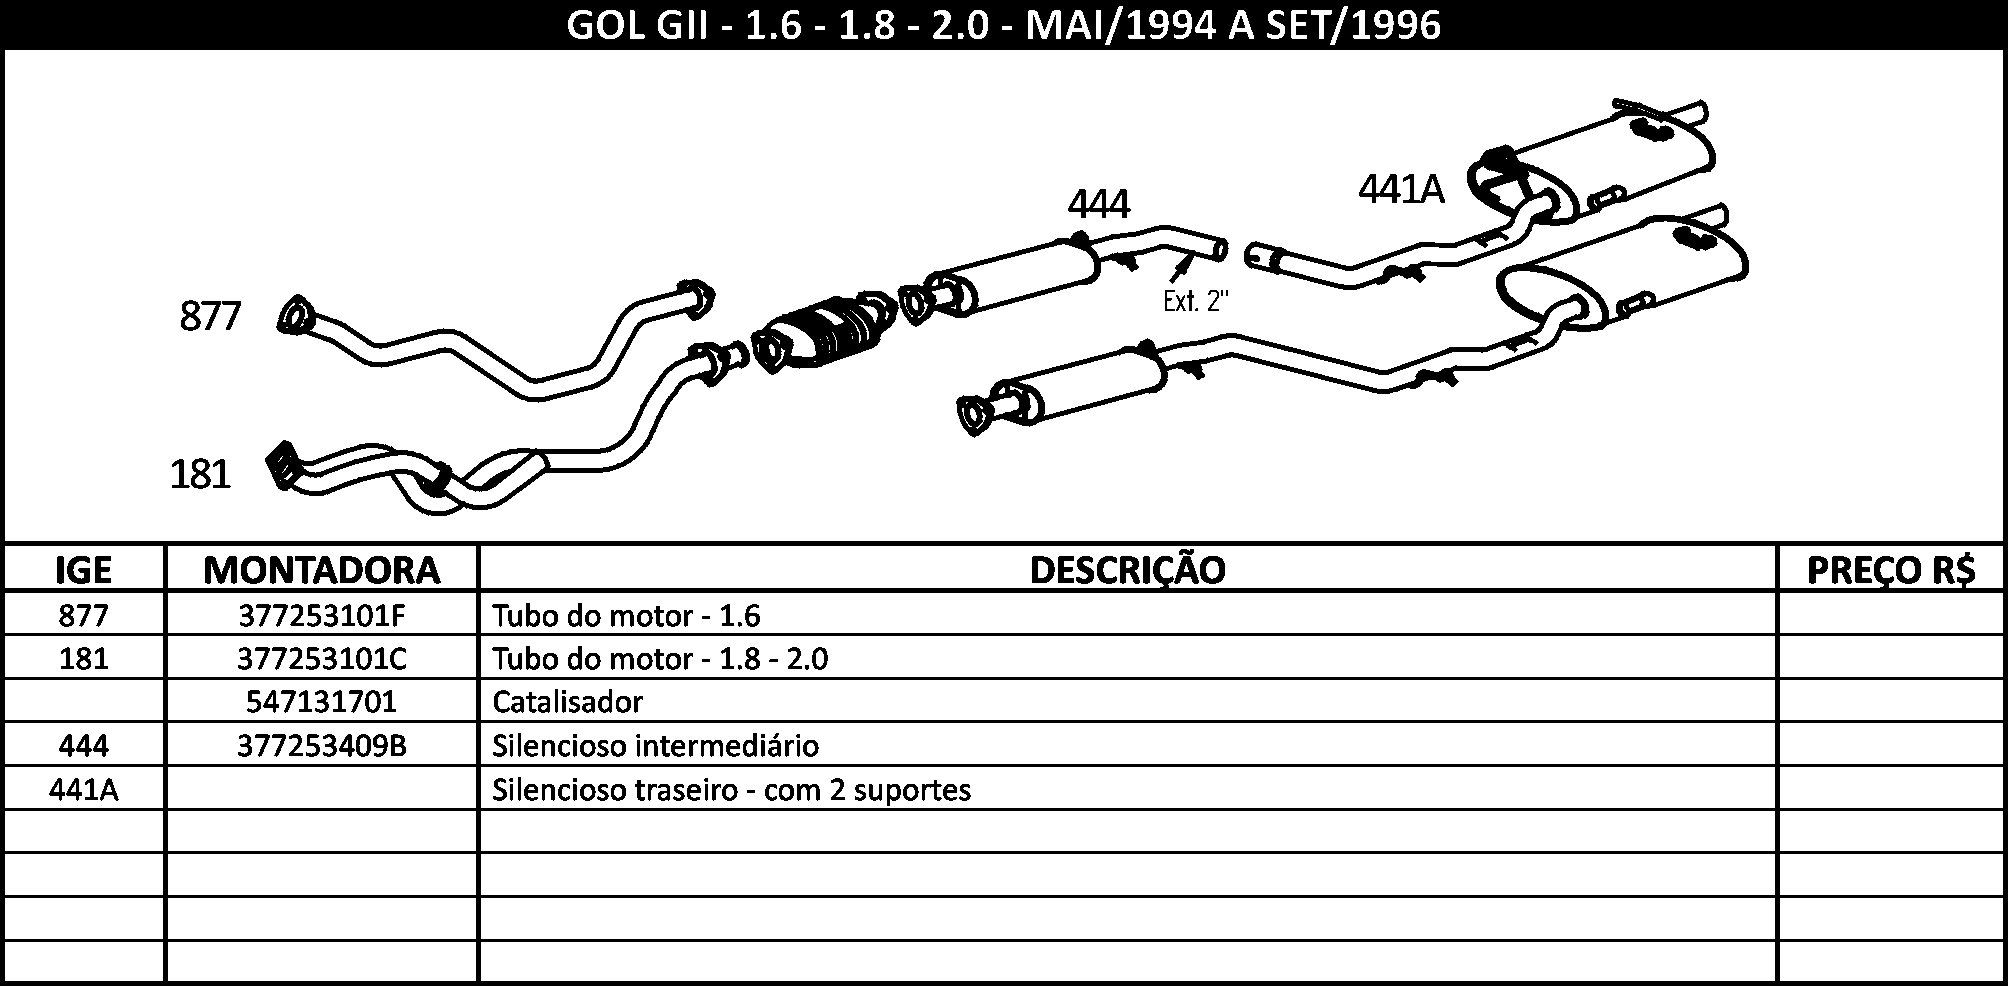 GOL GII - 1.6 - 1.8 - 2.0 - MAI/1994 A SET/1996
441A
444
Ext. 2"
877
181
IGE MONTADORA DESCRIÇÃO PREÇO R$
877 377253101F Tubo do motor - 1.6
181 377253101C Tubo do motor - 1.8 - 2.0
547131701 Catalisador
444 377253409B Silencioso intermediário
441A Silencioso traseiro - com 2 suportes